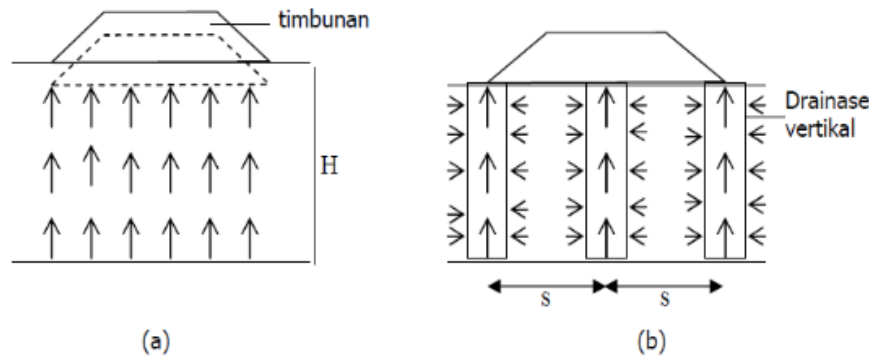 timbunan
H
(a)
Drainase
vertikal
s
s
(b)